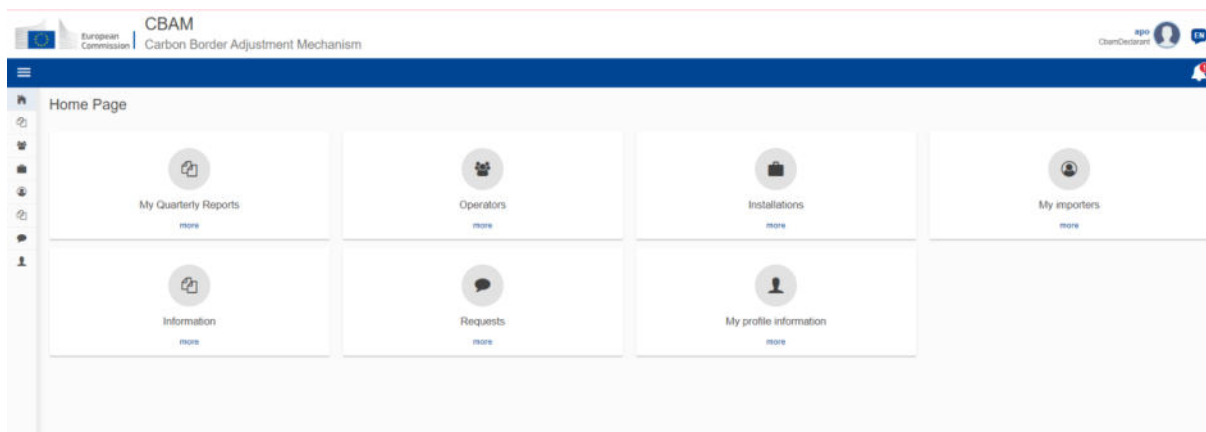 European
Commission
CBAM
Carbon Border Adjustment Mechanism
apo
CbamDeclarant
EN
Home Page
My Quarterly Reports
more
Operators
more
Installations
more
My importers
more
Information
more
Requests
more
My profile information
more